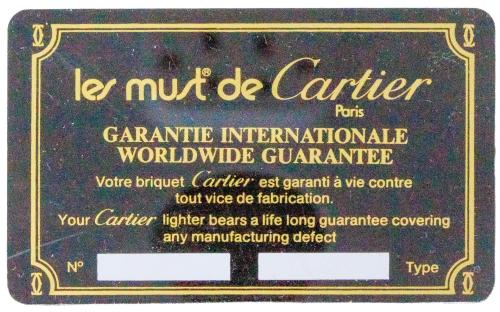 les must® de Cartier
Paris
GARANTIE INTERNATIONALE
WORLDWIDE GUARANTEE
Votre briquet Cartier est garanti à vie contre
tout vice de fabrication.
Your Cartier lighter bears a life long guarantee covering
any manufacturing defect
Nº Type